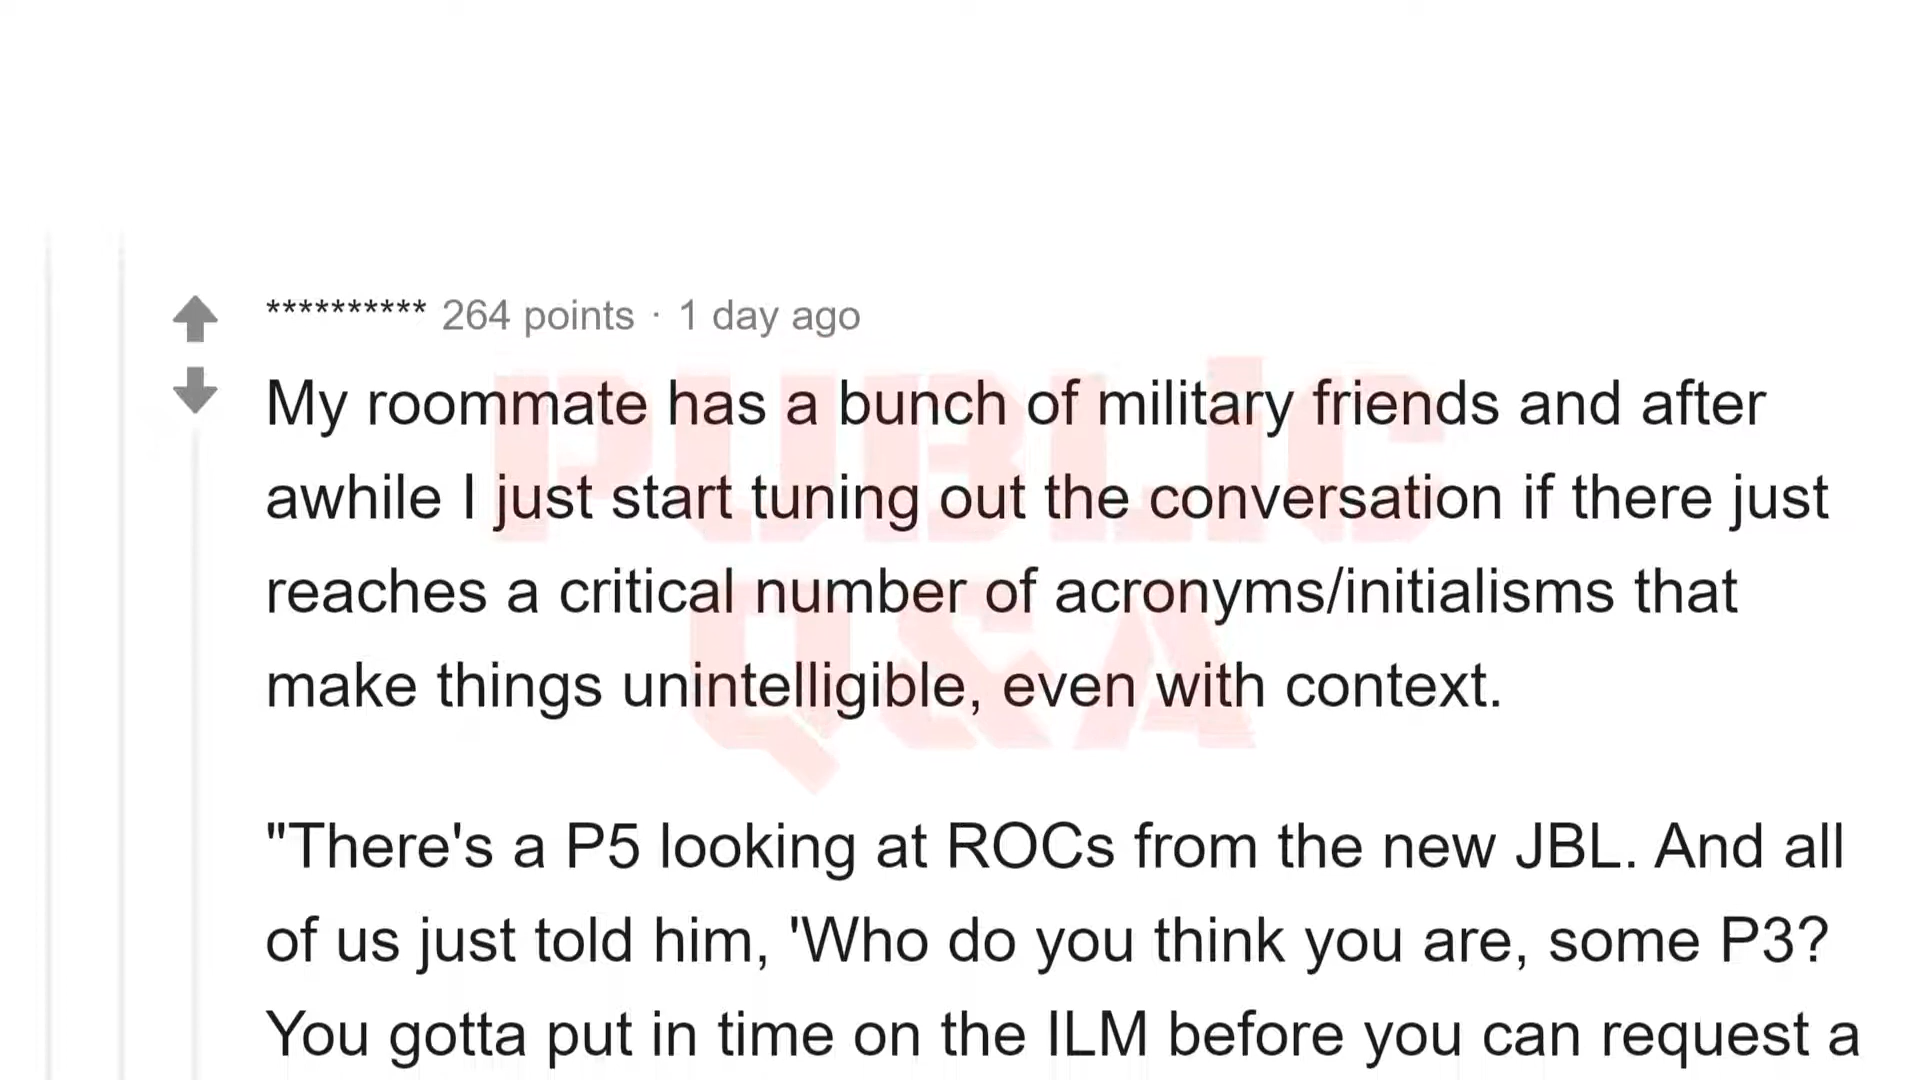 ********** 264 points · 1 day ago
My roommate has a bunch of military friends and after
awhile I just start tuning out the conversation if there just
reaches a critical number of acronyms/initialisms that
make things unintelligible, even with context.
"There's a P5 looking at ROCs from the new JBL. And all
of us just told him, 'Who do you think you are, some P3?
You gotta put in time on the ILM before you can request a
PUBLIC
Q&A